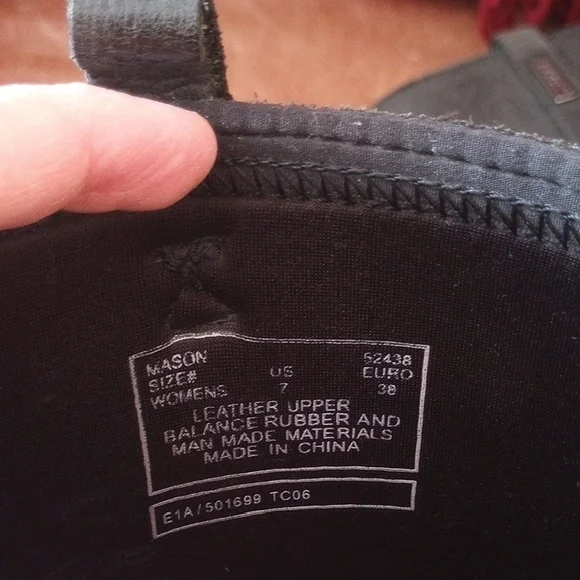 MASON 52438
SIZE# US EURO
WOMENS 7 38
LEATHER UPPER
BALANCE RUBBER AND
MAN MADE MATERIALS
MADE IN CHINA
E1A/501699 TC06